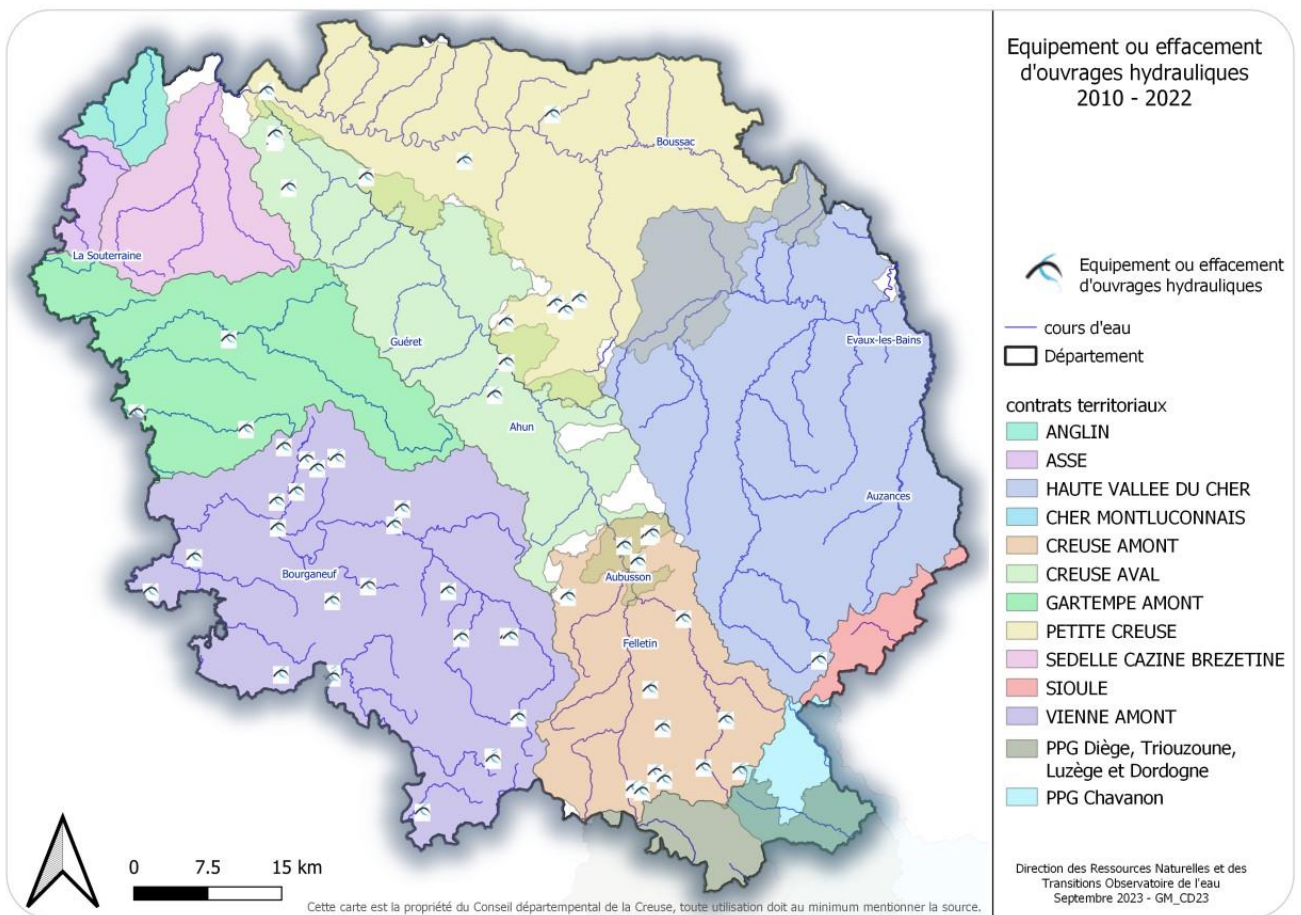 Equipement ou effacement
d'ouvrages hydrauliques
2010 - 2022
Boussac
La Souterraine
Guéret
Evaux-les-Bains
Ahun
Auzances
Bourganeuf
Aubusson
Felletin
Equipement ou effacement
d'ouvrages hydrauliques
cours d'eau
Département
contrats territoriaux
ANGLIN
ASSE
HAUTE VALLEE DU CHER
CHER MONTLUCONNAIS
CREUSE AMONT
CREUSE AVAL
GARTEMPE AMONT
PETITE CREUSE
SEDELLE CAZINE BREZETINE
SIOULE
VIENNE AMONT
PPG Diège, Triouzoune,
Luzège et Dordogne
PPG Chavanon
0 7.5 15 km
Cette carte est la propriété du Conseil départempental de la Creuse, toute utilisation doit au minimum mentionner la source.
Direction des Ressources Naturelles et des
Transitions Observatoire de l'eau
Septembre 2023 - GM_CD23